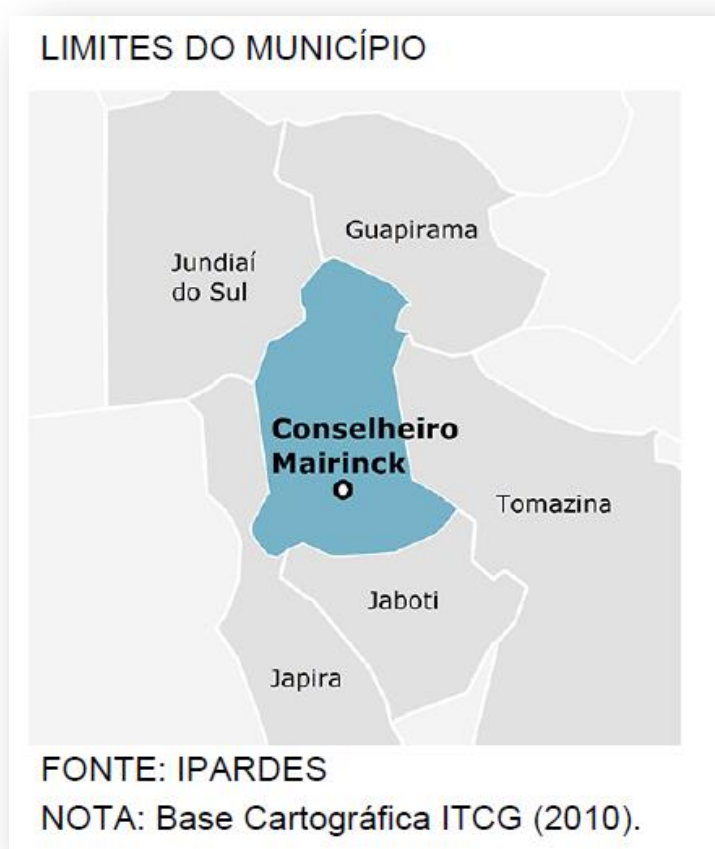 LIMITES DO MUNICÍPIO
Guapirama
Jundiaí
do Sul
Conselheiro
Mairinck
Tomazina
Jaboti
Japira
FONTE: IPARDES
NOTA: Base Cartográfica ITCG (2010).